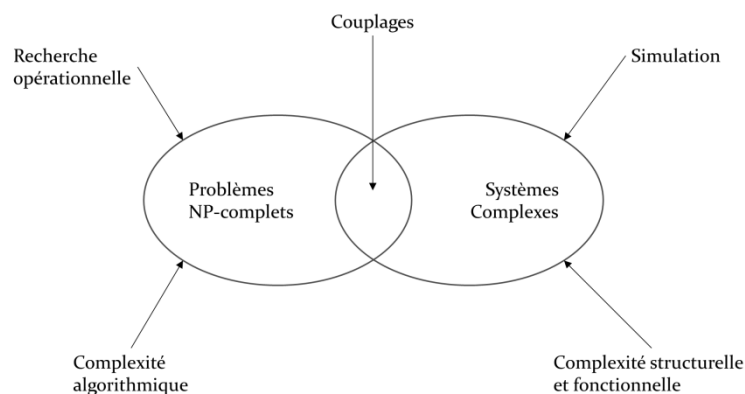 Couplages
Recherche
opérationnelle
Simulation
Problèmes
NP-complets
Systèmes
Complexes
Complexité
algorithmique
Complexité structurelle
et fonctionnelle